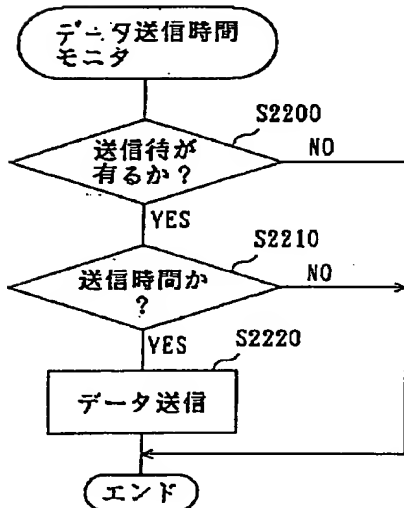 データ送信時間
モニタ
S2200
送信待が
有るか？
NO
YES
S2210
送信時間か
？
NO
YES
S2220
データ送信
エンド